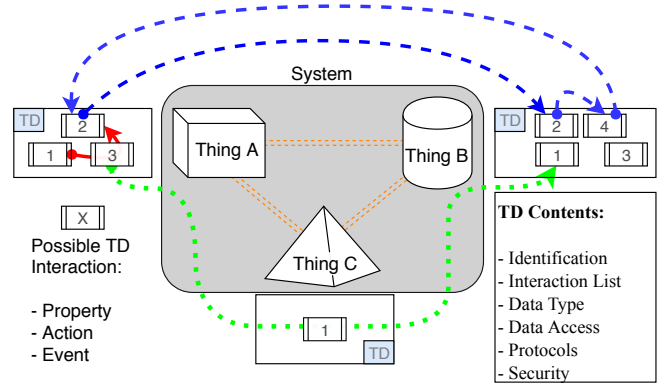 System
TD
2
1
3
Thing A
Thing B
Thing C
TD
2
4
1
3
X
Possible TD
Interaction:
- Property
- Action
- Event
1
TD
TD Contents:
- Identification
- Interaction List
- Data Type
- Data Access
- Protocols
- Security